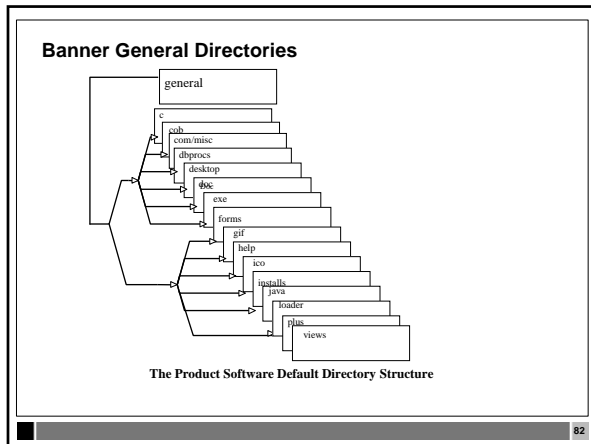 Banner General Directories
general
c
cob
com/misc
dbprocs
desktop
doc
exe
forms
gif
help
ico
installs
java
loader
plus
views
The Product Software Default Directory Structure
82